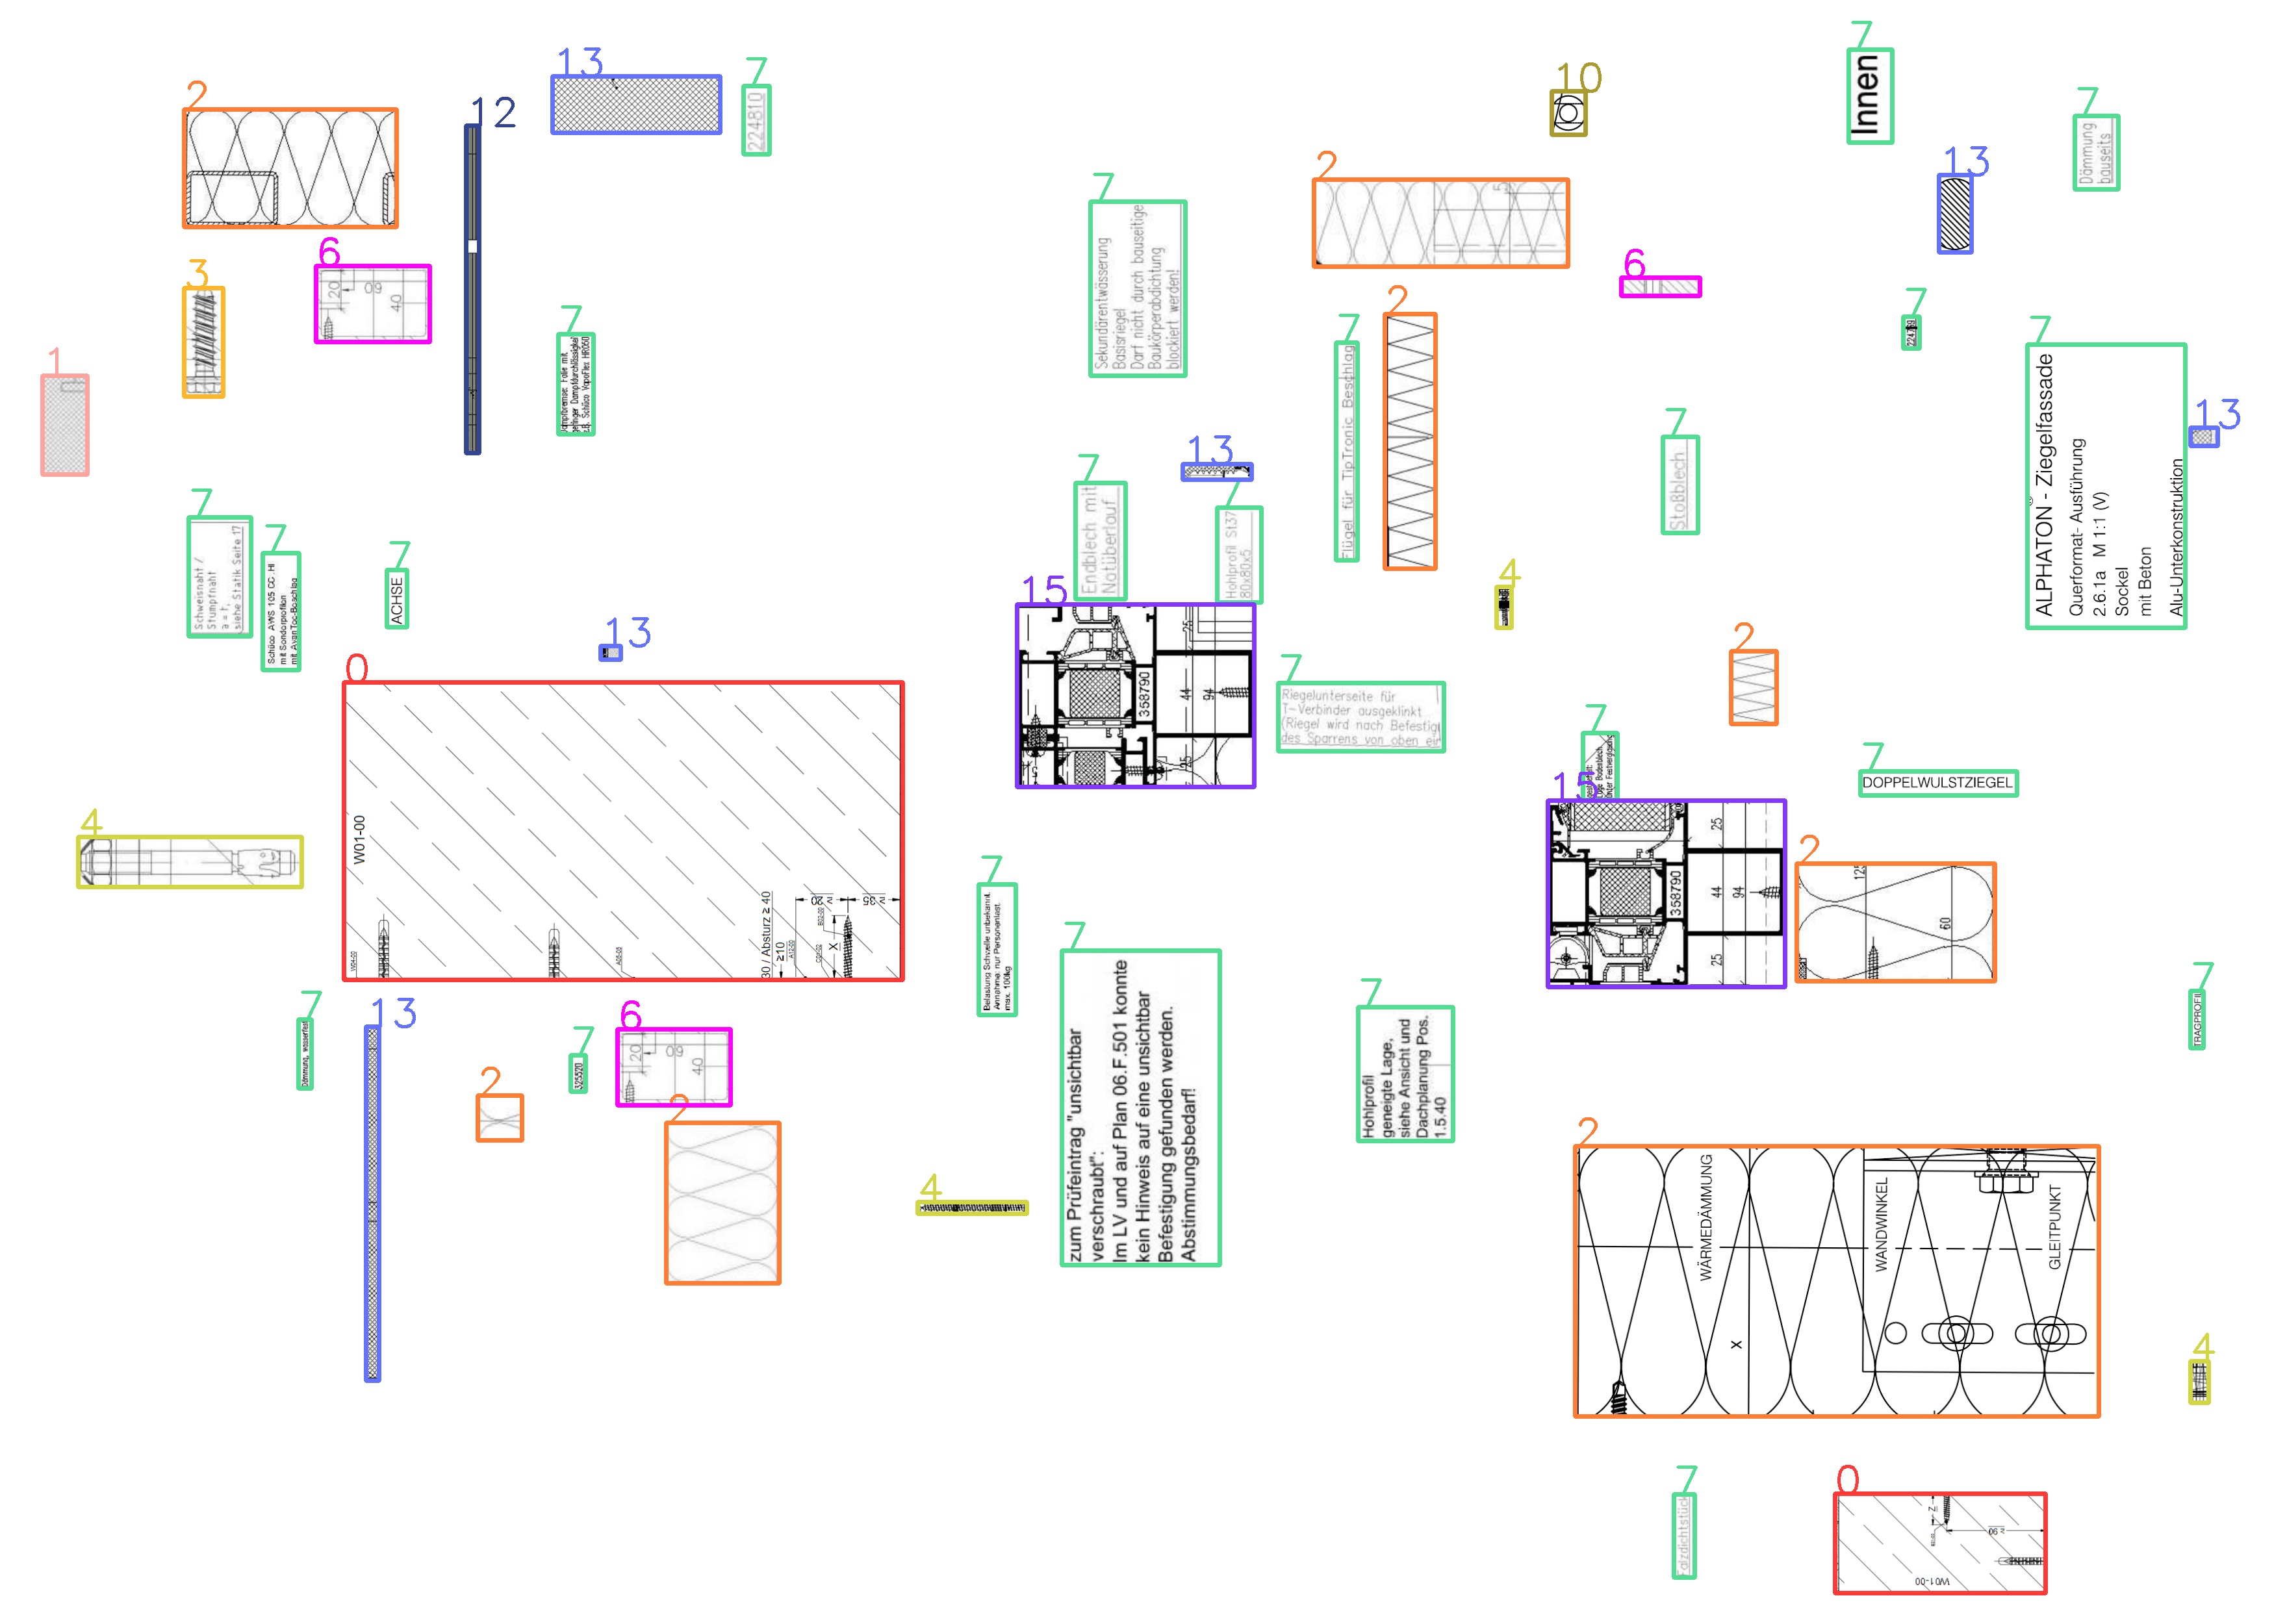 7
Innen
10
7
13
12
7
224810
2
7
Dämmung
bauseits
2
7
Sekundärentwässerung
Basisriegel
Darf nicht durch bauseitige
Baukörperabdichtung
blockiert werden!
13
6
20
60
40
6
3
2
7
7
7
7
ALPHATON® - Ziegelfassade
Querformat- Ausführung
2.6.1a M 1:1 (V)
Sockel
mit Beton
Alu-Unterkonstruktion
7
Flügel für TipTronic Beschlag
1
13
7
Stoßblech
13
7
Endblech mit
Notüberlauf
7
Hohlprofil St37
80x80x5
7
Schweisnaht /
Stumpfnaht
siehe Statik Seite 17
7
Schüco AWS 105 CC.HI
mit Sonderprofilen
mit AvanTec-Beschlag
7
ACHSE
4
15
25
358790
44
94
25
13
2
0
W01-00
30 / Absturz ≥ 40
≥10
X
≥ 20
≥ 35
7
Riegelunterseite für
T-Verbinder ausgeklinkt
(Riegel wird nach Befestig
des Sparrens von oben ein
7
7
DOPPELWULSTZIEGEL
15
25
358790
44
94
25
4
2
125
60
7
Belastung Schwelle unbekannt.
Annahme: nur Personenlast.
max. 100kg
7
zum Prüfeintrag "unsichtbar
verschraubt":
Im LV und auf Plan 06.F.501 konnte
kein Hinweis auf eine unsichtbar
Befestigung gefunden werden.
Abstimmungsbedarf!
7
Hohlprofil
geneigte Lage,
siehe Ansicht und
Dachplanung Pos.
1.5.40
7
TRAGPROFIL
7
Dämmung, wasserfest
13
7
6
20
60
40
2
2
4
2
WÄRMEDÄMMUNG
X
WANDWINKEL
GLEITPUNKT
4
7
0
≥ 90
W01-00